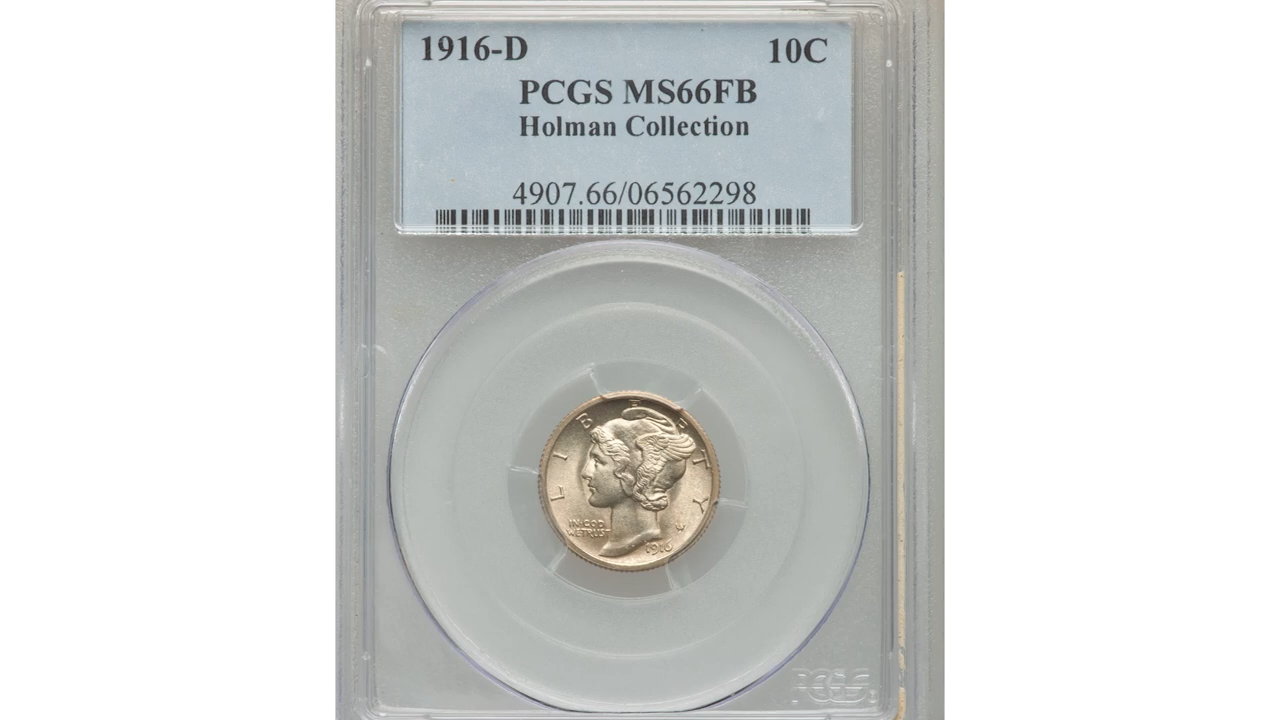 1916-D 10C
PCGS MS66FB
Holman Collection
4907.66/06562298
LIBERTY
IN·GOD
WE TRUST
1916
PCGS